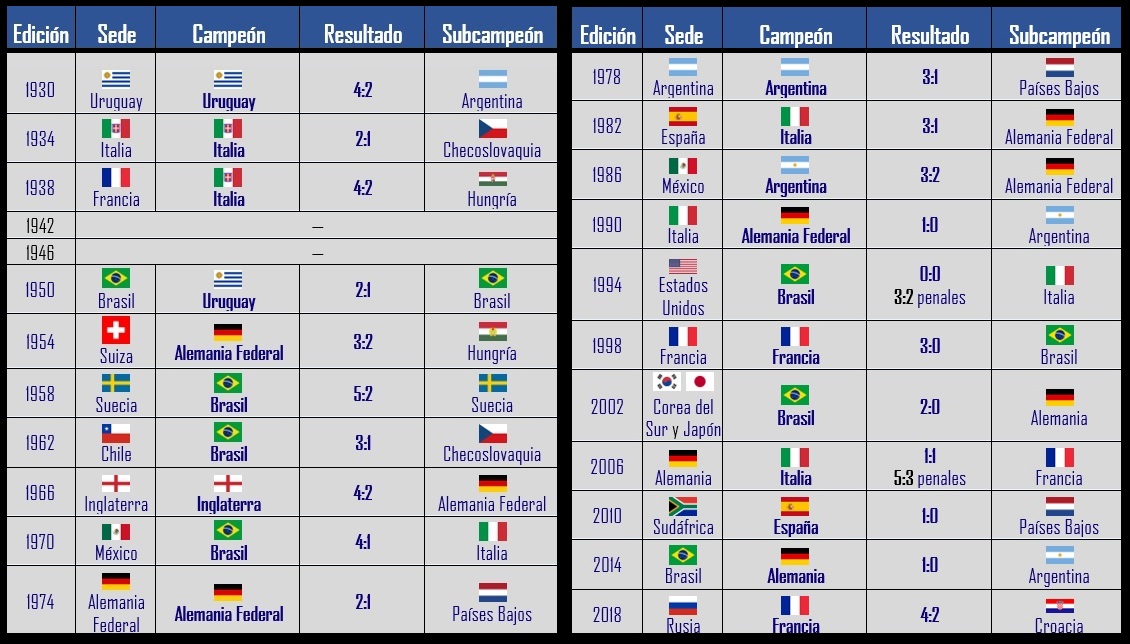 Edición Sede Campeón Resultado Subcampeón
1930 Uruguay Uruguay 4:2 Argentina
1934 Italia Italia 2:1 Checoslovaquia
1938 Francia Italia 4:2 Hungría
1942 –
1946 –
1950 Brasil Uruguay 2:1 Brasil
1954 Suiza Alemania Federal 3:2 Hungría
1958 Suecia Brasil 5:2 Suecia
1962 Chile Brasil 3:1 Checoslovaquia
1966 Inglaterra Inglaterra 4:2 Alemania Federal
1970 México Brasil 4:1 Italia
1974 Alemania
Federal Alemania Federal 2:1 Países Bajos
Edición Sede Campeón Resultado Subcampeón
1978 Argentina Argentina 3:1 Países Bajos
1982 España Italia 3:1 Alemania Federal
1986 México Argentina 3:2 Alemania Federal
1990 Italia Alemania Federal 1:0 Argentina
1994 Estados
Unidos Brasil 0:0
3:2 penales Italia
1998 Francia Francia 3:0 Brasil
2002 Corea del
Sur y Japón Brasil 2:0 Alemania
2006 Alemania Italia 1:1
5:3 penales Francia
2010 Sudáfrica España 1:0 Países Bajos
2014 Brasil Alemania 1:0 Argentina
2018 Rusia Francia 4:2 Croacia